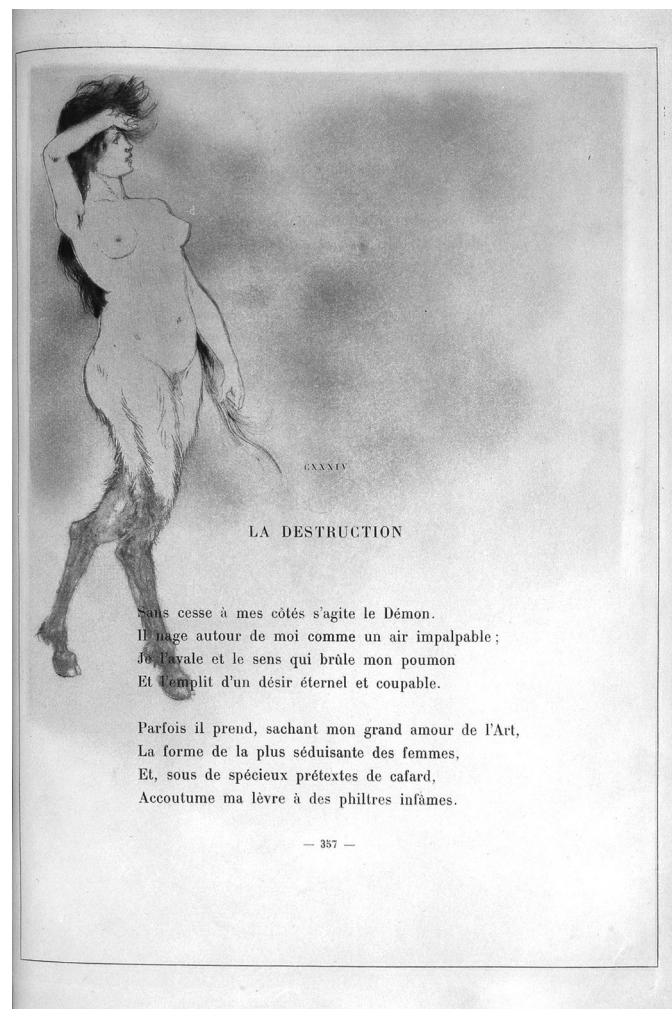 CXXXIV
LA DESTRUCTION
Sans cesse à mes côtés s'agite le Démon.
Il nage autour de moi comme un air impalpable ;
Je l'avale et le sens qui brûle mon poumon
Et l'emplit d'un désir éternel et coupable.
Parfois il prend, sachant mon grand amour de l'Art,
La forme de la plus séduisante des femmes,
Et, sous de spécieux prétextes de cafard,
Accoutume ma lèvre à des philtres infâmes.
— 357 —